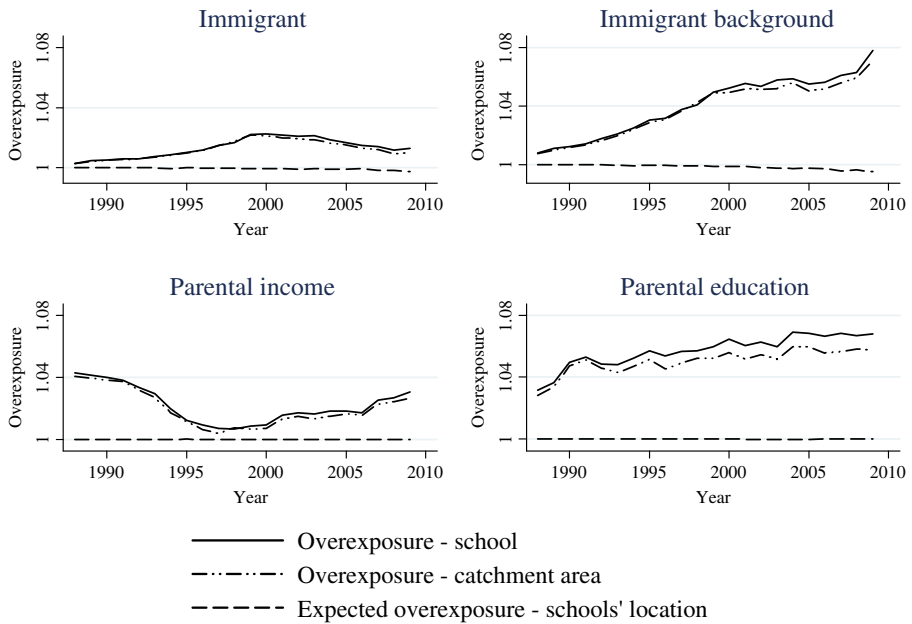 Immigrant
Overexposure
1.08
1.04
1
1990 1995 2000 2005 2010
Year
Immigrant background
Overexposure
1.08
1.04
1
1990 1995 2000 2005 2010
Year
Parental income
Overexposure
1.08
1.04
1
1990 1995 2000 2005 2010
Year
Parental education
Overexposure
1.08
1.04
1
1990 1995 2000 2005 2010
Year
Overexposure - school
Overexposure - catchment area
Expected overexposure - schools' location